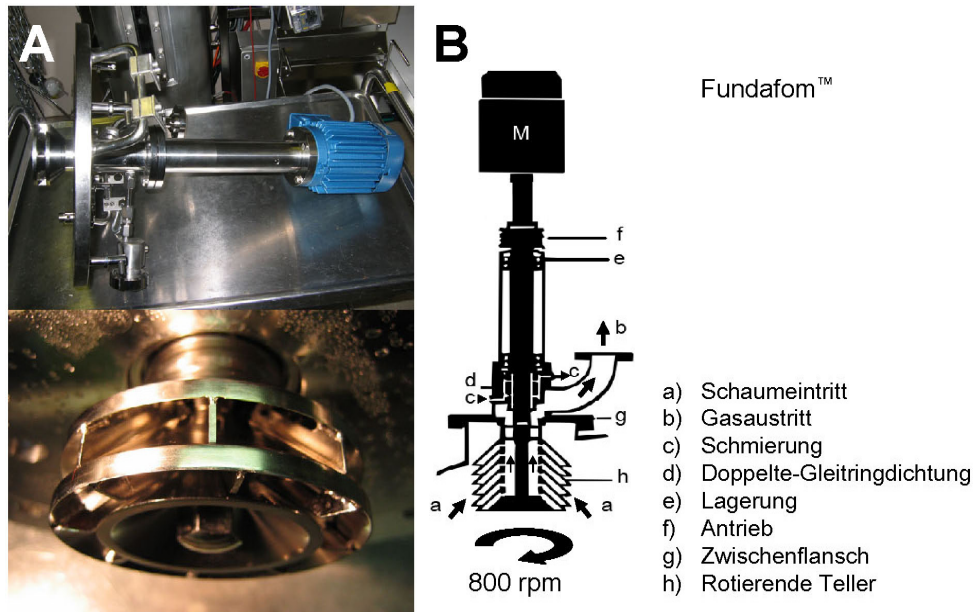 A
B
Fundafom™
M
f
e
b
c
d
c
g
h
a
a
800 rpm
a) Schaumeintritt
b) Gasaustritt
c) Schmierung
d) Doppelte-Gleitringdichtung
e) Lagerung
f) Antrieb
g) Zwischenflansch
h) Rotierende Teller